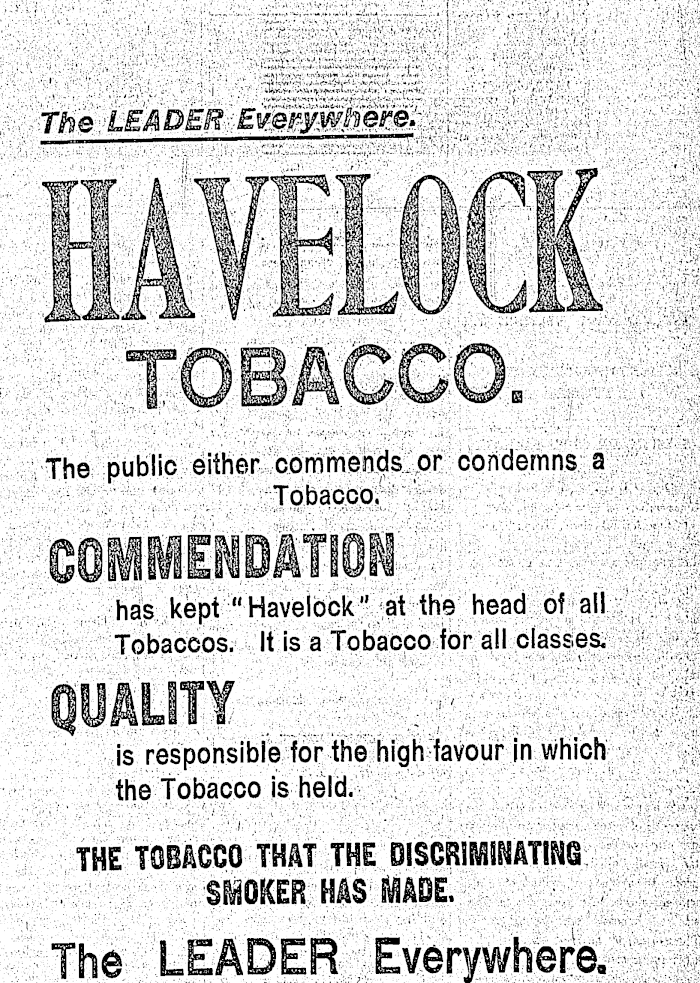 The LEADER Everywhere.
HAVELOCK
TOBACCO.
The public either commends or condemns a
Tobacco.
COMMENDATION
has kept "Havelock" at the head of all
Tobaccos. It is a Tobacco for all classes.
QUALITY
is responsible for the high favour in which
the Tobacco is held.
THE TOBACCO THAT THE DISCRIMINATING
SMOKER HAS MADE.
The LEADER Everywhere.